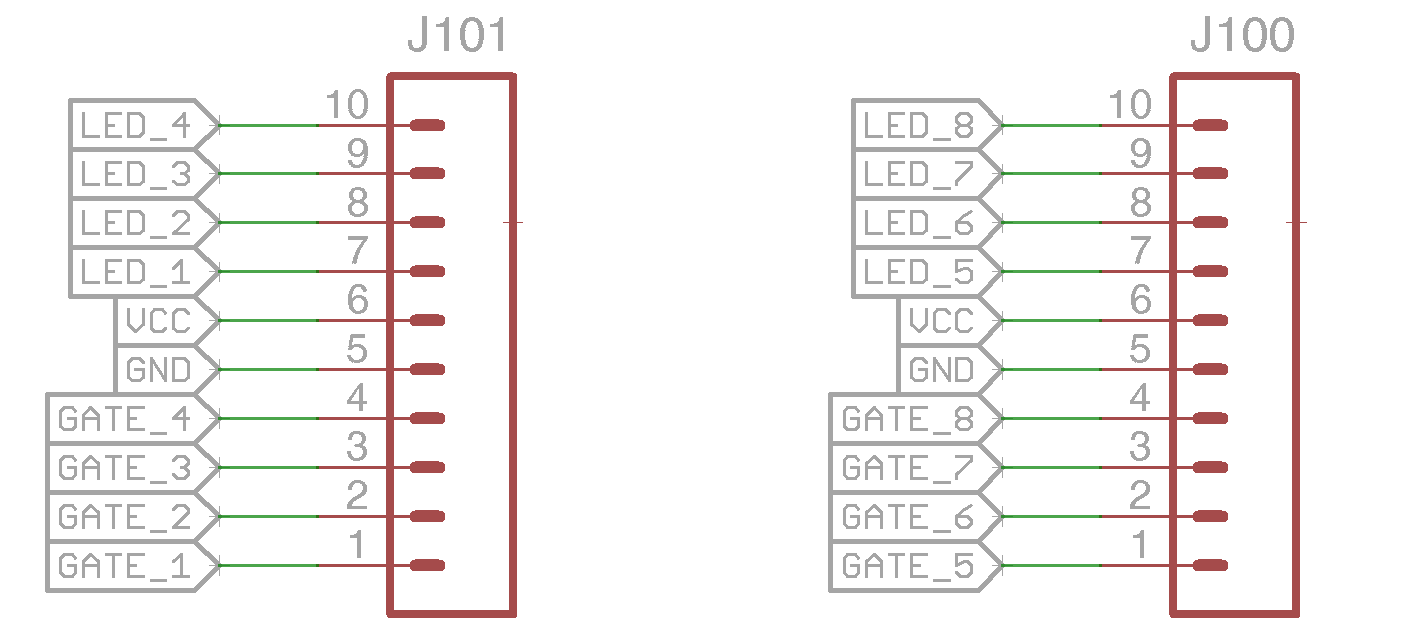 J101
LED_4 10
LED_3 9
LED_2 8
LED_1 7
VCC 6
GND 5
GATE_4 4
GATE_3 3
GATE_2 2
GATE_1 1
J100
LED_8 10
LED_7 9
LED_6 8
LED_5 7
VCC 6
GND 5
GATE_8 4
GATE_7 3
GATE_6 2
GATE_5 1